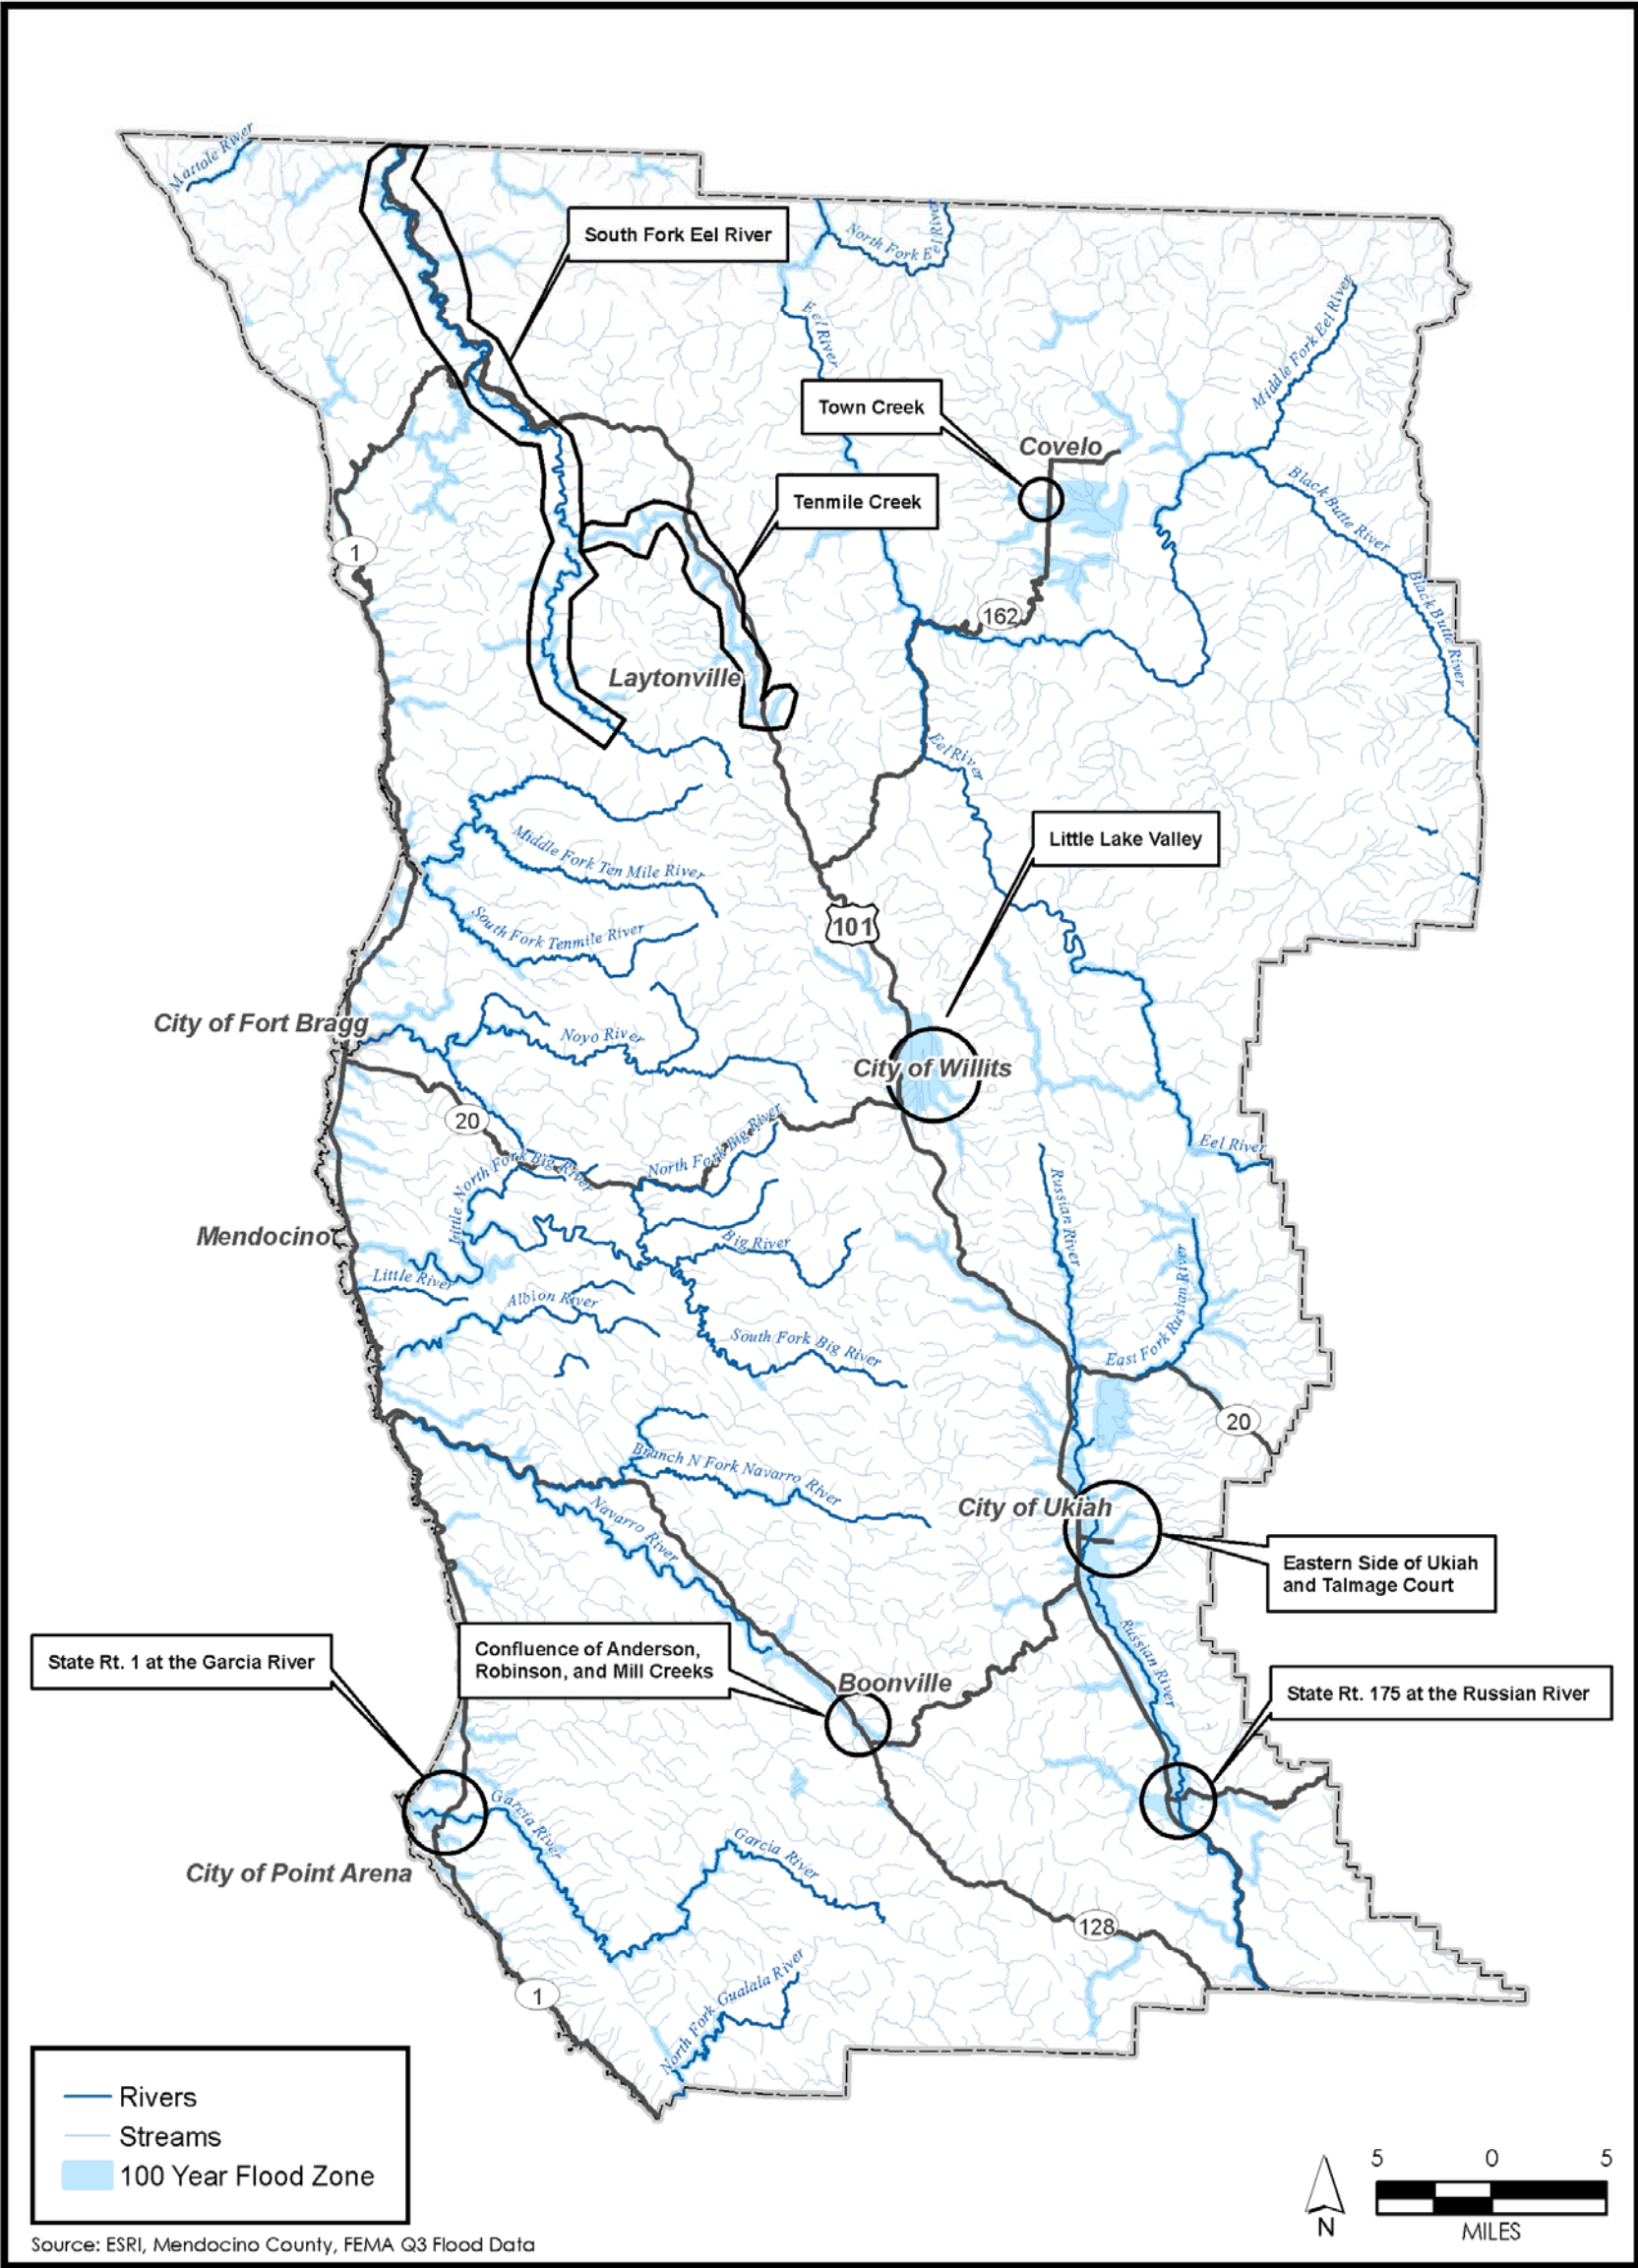 Mattole River
South Fork Eel River
North Fork Eel River
Eel River
Middle Fork Eel River
Town Creek
Covelo
Tenmile Creek
Black Butte River
1
Black Butte River
162
Laytonville
Eel River
Little Lake Valley
Middle Fork Ten Mile River
101
South Fork Tenmile River
City of Fort Bragg
Noyo River
City of Willits
20
North Fork Big River
Little North Fork Big River
Eel River
Russian River
Mendocino
Big River
Little River
Albion River
East Fork Russian River
South Fork Big River
20
Branch N Fork Navarro River
City of Ukiah
Navarro River
Eastern Side of Ukiah
and Talmage Court
State Rt. 1 at the Garcia River
Confluence of Anderson,
Robinson, and Mill Creeks
Russian River
Boonville
State Rt. 175 at the Russian River
Garcia River
Garcia River
City of Point Arena
128
1
North Fork Gualala River
Rivers
Streams
100 Year Flood Zone
5 0 5
N
MILES
Source: ESRI, Mendocino County, FEMA Q3 Flood Data